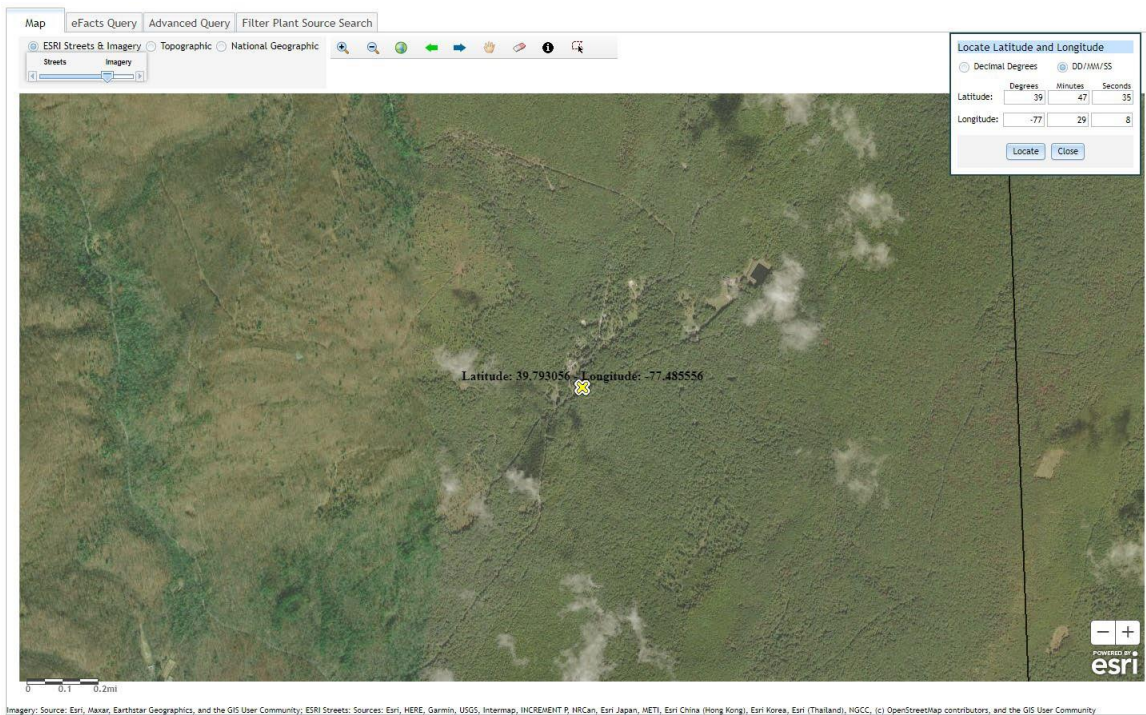 Map eFacts Query Advanced Query Filter Plant Source Search
ESRI Streets & Imagery Topographic National Geographic
Streets Imagery
Locate Latitude and Longitude
Decimal Degrees DD/MM/SS
Degrees Minutes Seconds
Latitude: 39 47 35
Longitude: -77 29 8
Locate Close
Latitude: 39.793056 - Longitude: -77.485556
POWERED BY
esri
0 0.1 0.2mi
Imagery: Source: Esri, Maxar, Earthstar Geographics, and the GIS User Community; ESRI Streets: Sources: Esri, HERE, Garmin, USGS, Intermap, INCREMENT P, NRCan, Esri Japan, METI, Esri China (Hong Kong), Esri Korea, Esri (Thailand), NGCC, (c) OpenStreetMap contributors, and the GIS User Community